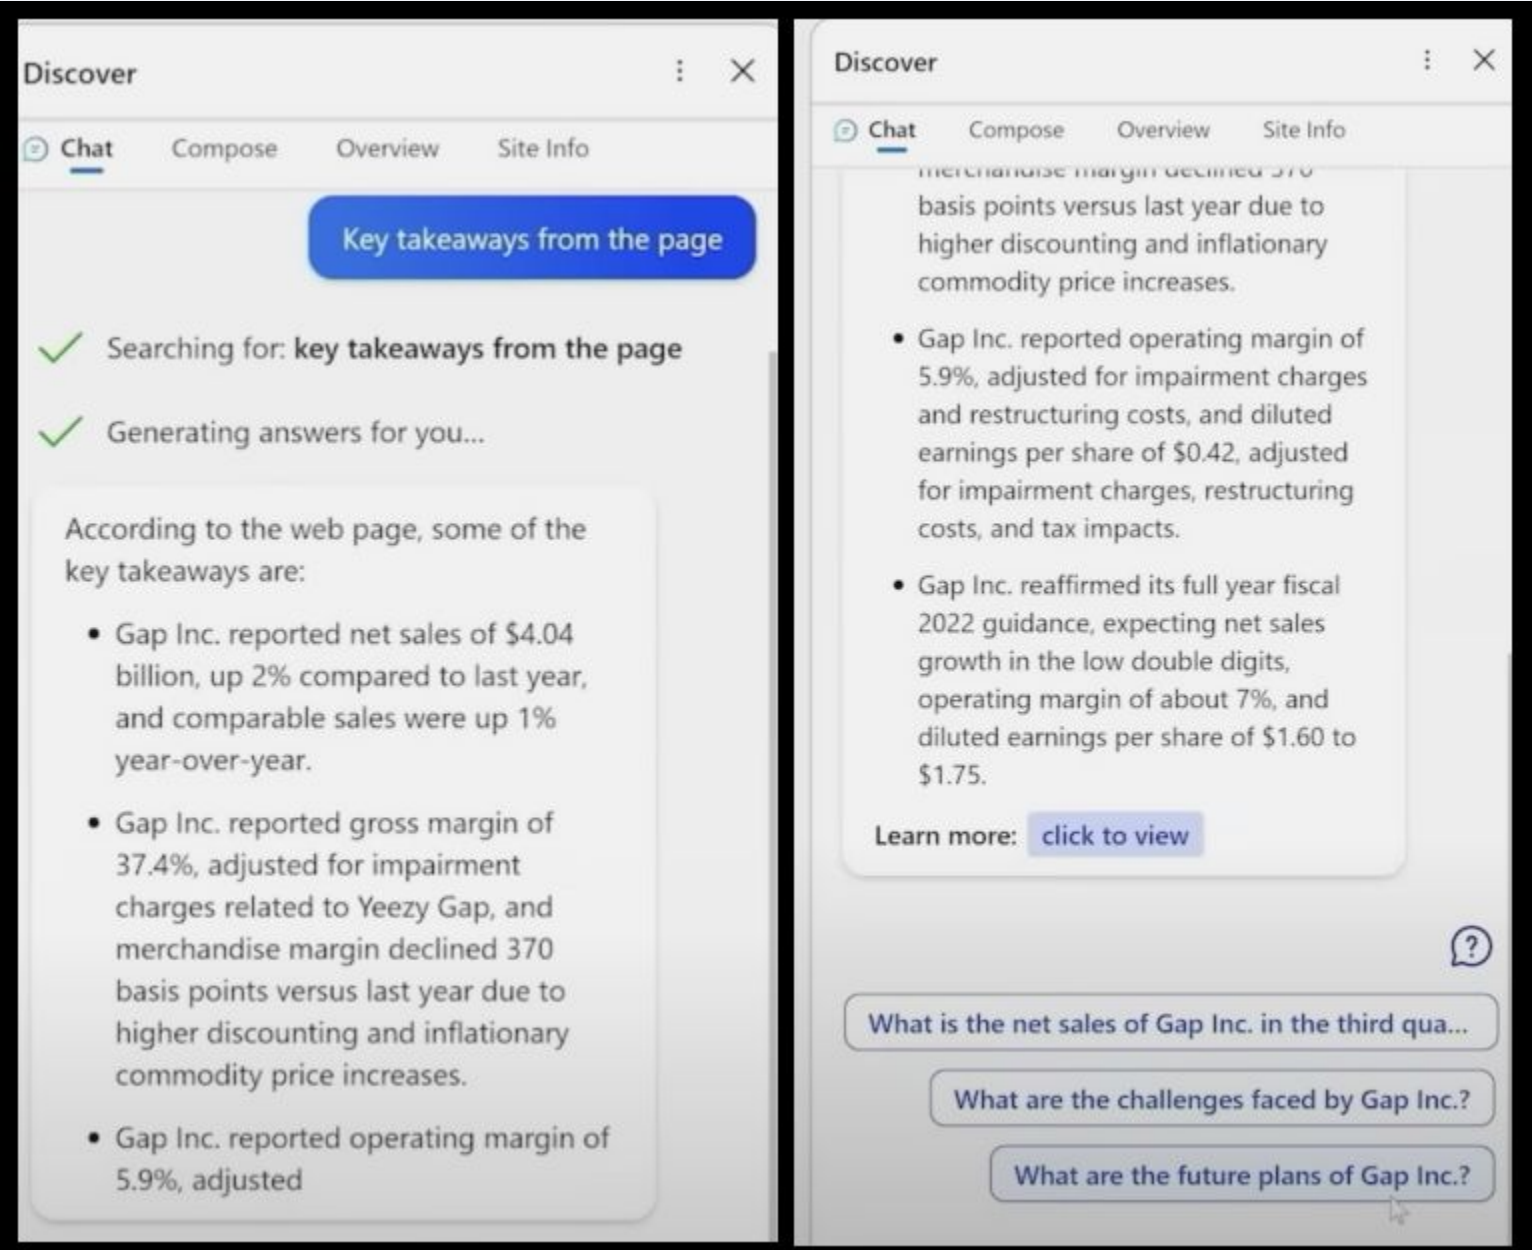 Discover
Chat Compose Overview Site Info
Key takeaways from the page
Searching for: key takeaways from the page
Generating answers for you...
According to the web page, some of the
key takeaways are:
• Gap Inc. reported net sales of $4.04
billion, up 2% compared to last year,
and comparable sales were up 1%
year-over-year.
• Gap Inc. reported gross margin of
37.4%, adjusted for impairment
charges related to Yeezy Gap, and
merchandise margin declined 370
basis points versus last year due to
higher discounting and inflationary
commodity price increases.
• Gap Inc. reported operating margin of
5.9%, adjusted
Discover
Chat Compose Overview Site Info
merchandise margin declined 370
basis points versus last year due to
higher discounting and inflationary
commodity price increases.
• Gap Inc. reported operating margin of
5.9%, adjusted for impairment charges
and restructuring costs, and diluted
earnings per share of $0.42, adjusted
for impairment charges, restructuring
costs, and tax impacts.
• Gap Inc. reaffirmed its full year fiscal
2022 guidance, expecting net sales
growth in the low double digits,
operating margin of about 7%, and
diluted earnings per share of $1.60 to
$1.75.
Learn more: click to view
What is the net sales of Gap Inc. in the third qua...
What are the challenges faced by Gap Inc.?
What are the future plans of Gap Inc.?